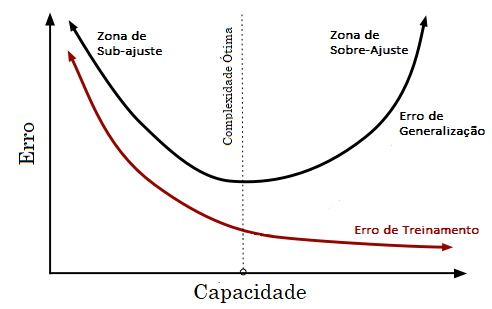 Zona de
Sub-ajuste
Complexidade Ótima
Zona de
Sobre-Ajuste
Erro de
Generalização
Erro
Erro de Treinamento
Capacidade